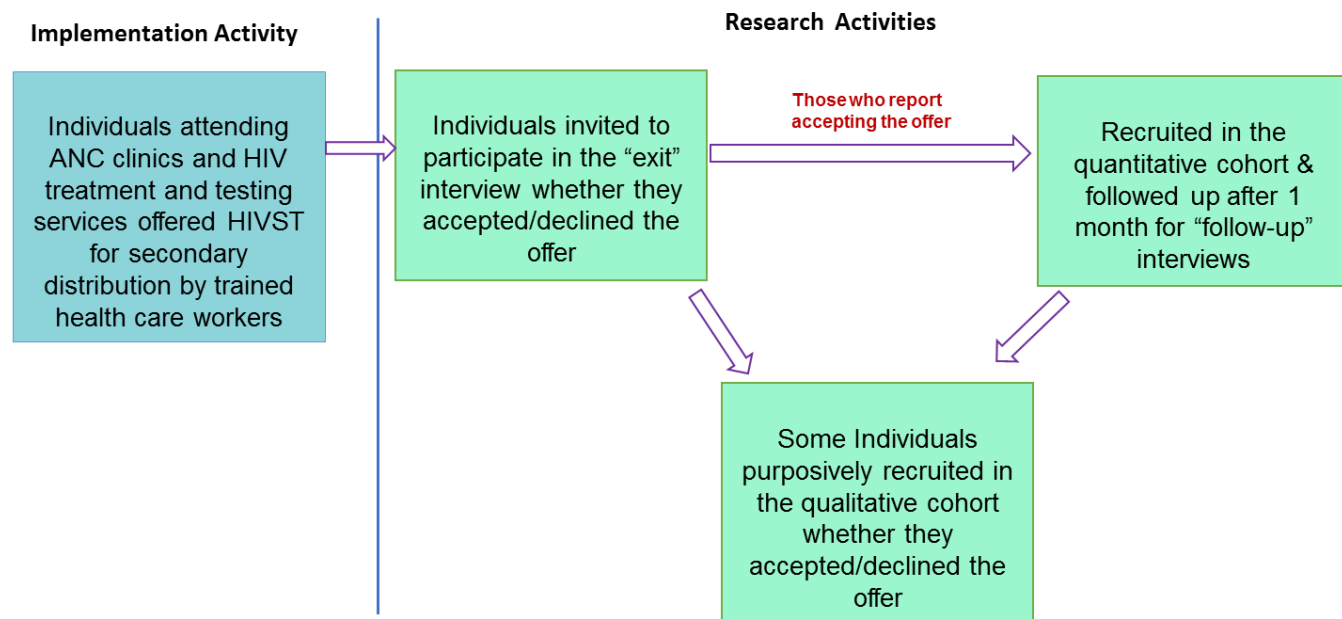 Implementation Activity
Research Activities
Individuals attending
ANC clinics and HIV
treatment and testing
services offered HIVST
for secondary
distribution by trained
health care workers
Individuals invited to
participate in the “exit”
interview whether they
accepted/declined the
offer
Those who report
accepting the offer
Recruited in the
quantitative cohort &
followed up after 1
month for “follow-up”
interviews
Some Individuals
purposively recruited in
the qualitative cohort
whether they
accepted/declined the
offer